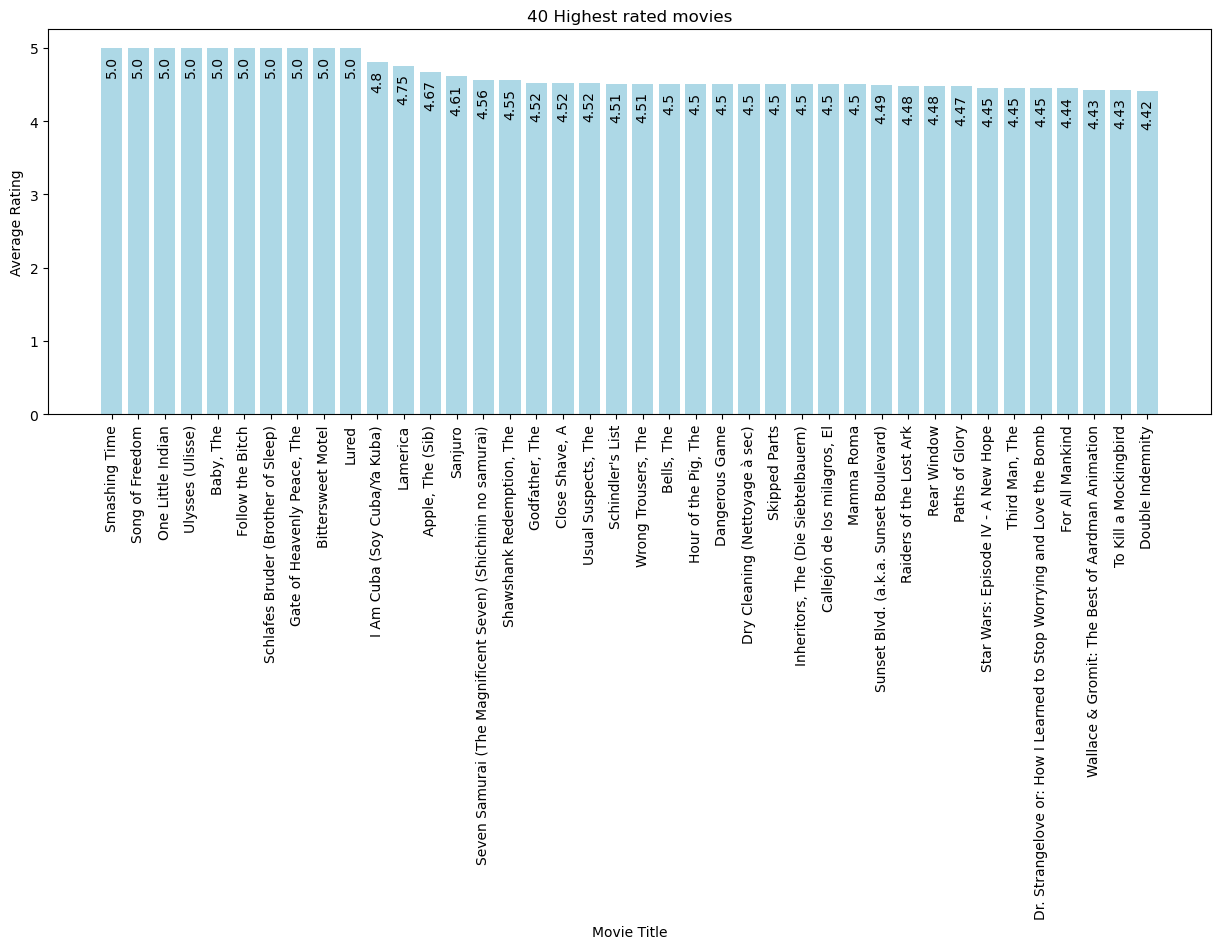 40 Highest rated movies
Average Rating
5
4
3
2
1
0
5.0
5.0
5.0
5.0
5.0
5.0
5.0
5.0
5.0
5.0
4.8
4.75
4.67
4.61
4.56
4.55
4.52
4.52
4.52
4.51
4.51
4.5
4.5
4.5
4.5
4.5
4.5
4.5
4.5
4.49
4.48
4.48
4.47
4.45
4.45
4.45
4.44
4.43
4.43
4.42
Smashing Time
Song of Freedom
One Little Indian
Ulysses (Ulisse)
Baby, The
Follow the Bitch
Schlafes Bruder (Brother of Sleep)
Gate of Heavenly Peace, The
Bittersweet Motel
Lured
I Am Cuba (Soy Cuba/Ya Kuba)
Lamerica
Apple, The (Sib)
Sanjuro
Seven Samurai (The Magnificent Seven) (Shichinin no samurai)
Shawshank Redemption, The
Godfather, The
Close Shave, A
Usual Suspects, The
Schindler's List
Wrong Trousers, The
Bells, The
Hour of the Pig, The
Dangerous Game
Dry Cleaning (Nettoyage à sec)
Skipped Parts
Inheritors, The (Die Siebtelbauern)
Callejón de los milagros, El
Mamma Roma
Sunset Blvd. (a.k.a. Sunset Boulevard)
Raiders of the Lost Ark
Rear Window
Paths of Glory
Star Wars: Episode IV - A New Hope
Third Man, The
Dr. Strangelove or: How I Learned to Stop Worrying and Love the Bomb
For All Mankind
Wallace & Gromit: The Best of Aardman Animation
To Kill a Mockingbird
Double Indemnity
Movie Title